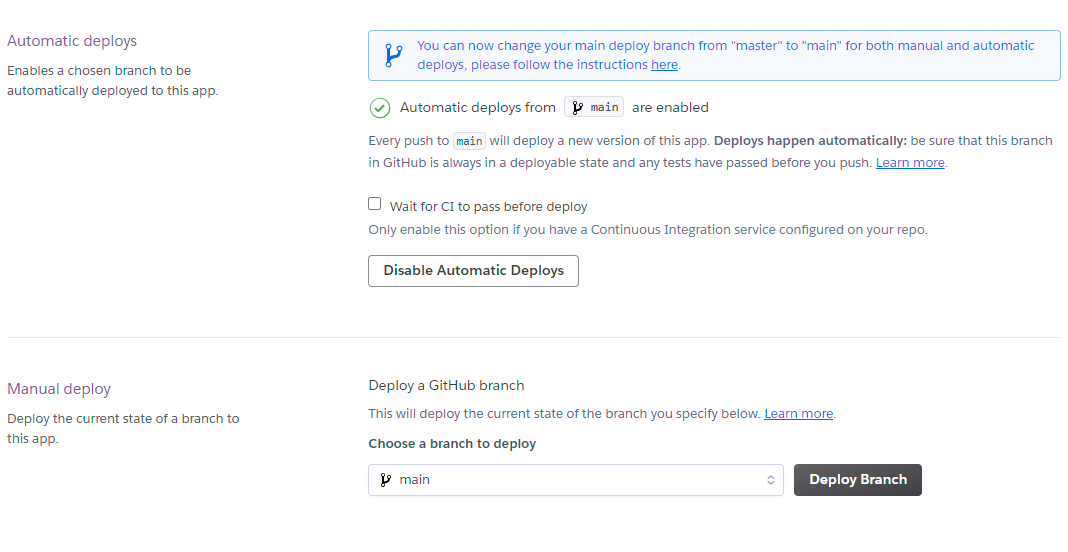 Automatic deploys
Enables a chosen branch to be
automatically deployed to this app.
You can now change your main deploy branch from "master" to "main" for both manual and automatic
deploys, please follow the instructions here.
Automatic deploys from main are enabled
Every push to main will deploy a new version of this app. Deploys happen automatically: be sure that this branch
in GitHub is always in a deployable state and any tests have passed before you push. Learn more.
Wait for CI to pass before deploy
Only enable this option if you have a Continuous Integration service configured on your repo.
Disable Automatic Deploys
Manual deploy
Deploy the current state of a branch to
this app.
Deploy a GitHub branch
This will deploy the current state of the branch you specify below. Learn more.
Choose a branch to deploy
main
Deploy Branch